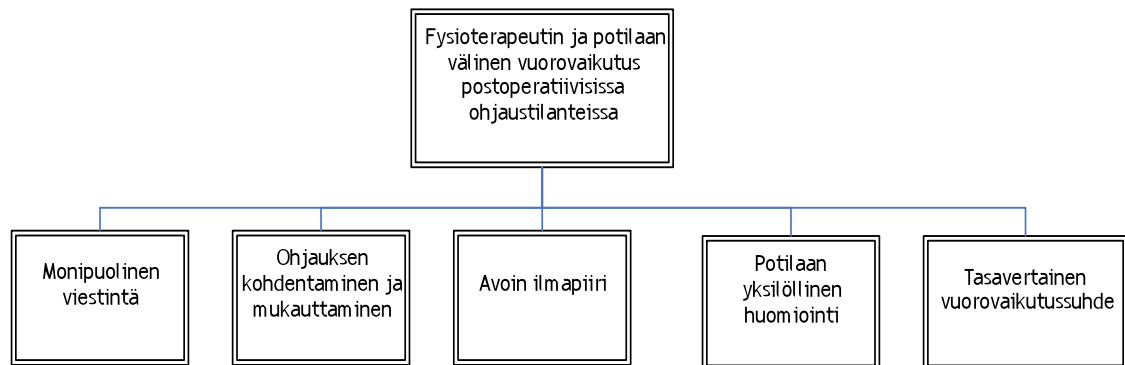 Fysioterapeutin ja potilaan
välinen vuorovaikutus
postoperatiivisissa
ohjaustilanteissa
Monipuolinen
viestintä
Ohjauksen
kohdentaminen ja
mukauttaminen
Avoin ilmapiiri
Potilaan
yksilöllinen
huomiointi
Tasavertainen
vuorovaikutussuhde